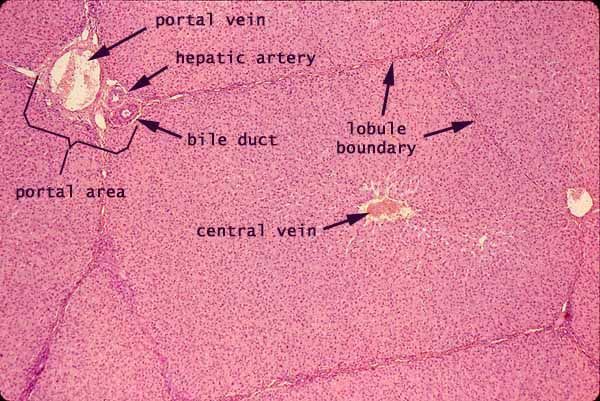 portal vein
hepatic artery
bile duct
lobule
boundary
portal area
central vein